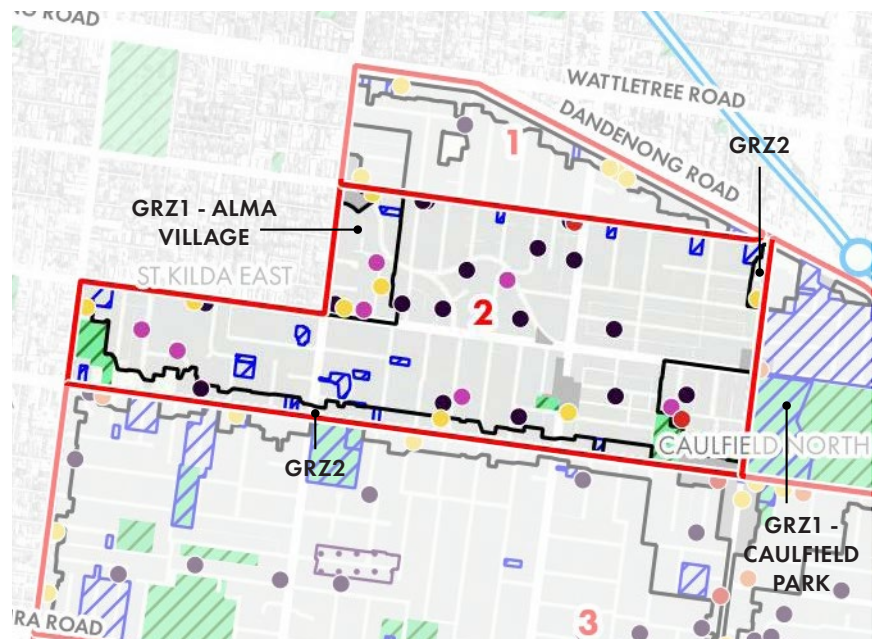 NG ROAD
WATTLETREE ROAD
DANDENONG ROAD
1
GRZ2
GRZ1 - ALMA
VILLAGE
ST KILDA EAST
2
CAULFIELD NORTH
GRZ2
GRZ1 -
CAULFIELD
PARK
3
RA ROAD